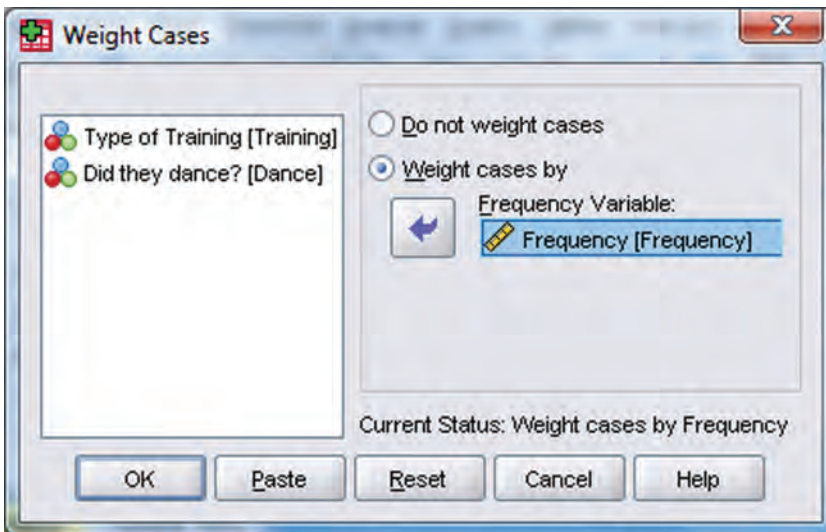 Weight Cases
Type of Training [Training]
Did they dance? [Dance]
Do not weight cases
Weight cases by
Frequency Variable:
Frequency [Frequency]
Current Status: Weight cases by Frequency
OK
Paste
Reset
Cancel
Help